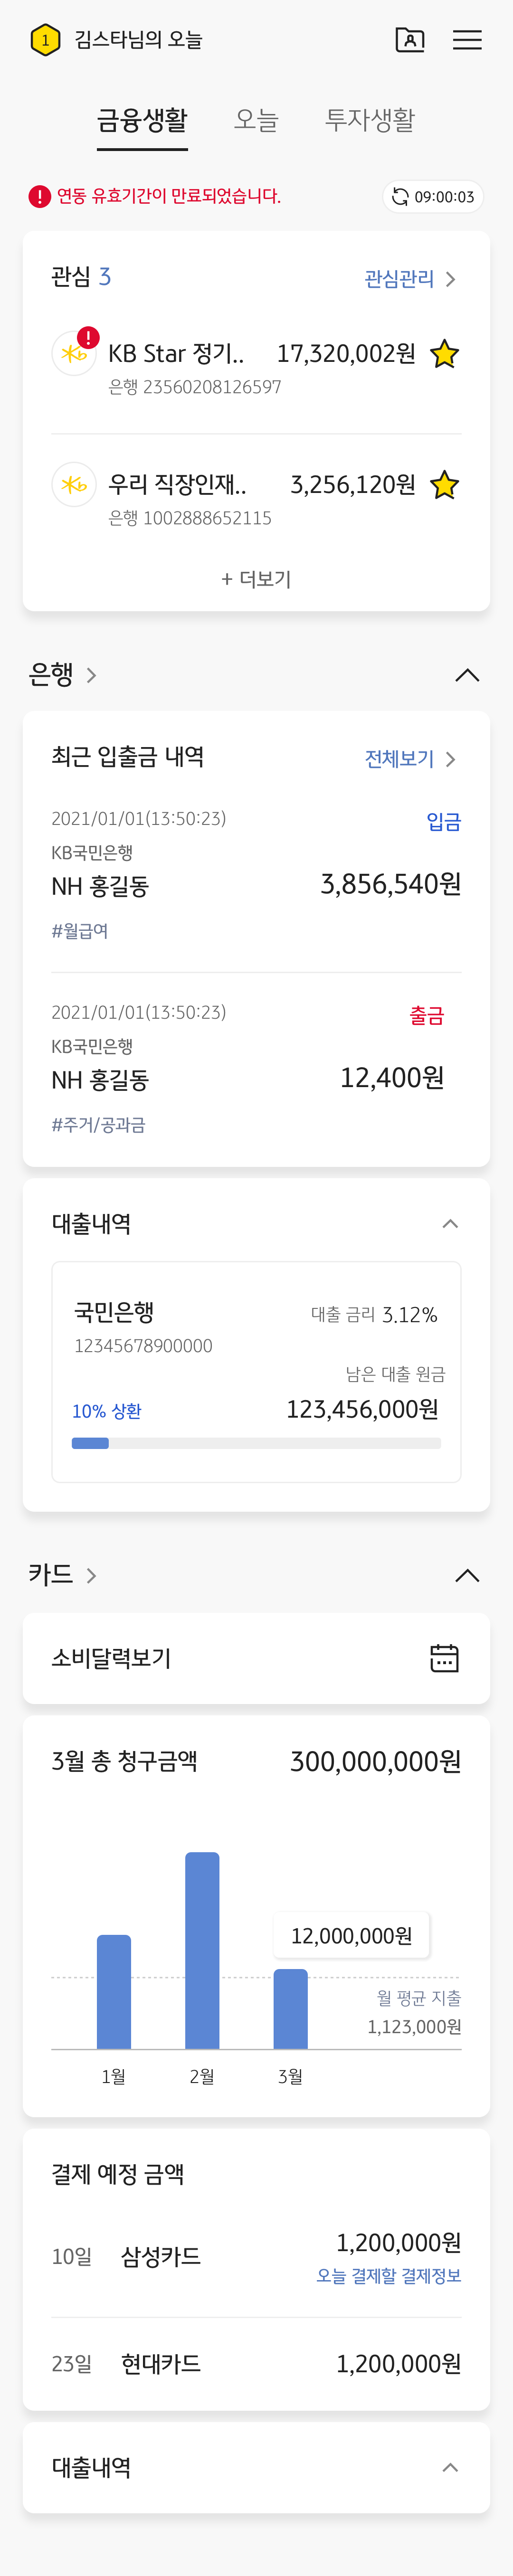 1 김스타님의 오늘
금융생활 오늘 투자생활
! 연동 유효기간이 만료되었습니다. 09:00:03
관심 3 관심관리
! KB Star 정기.. 17,320,002원
은행 23560208126597
우리 직장인재.. 3,256,120원
은행 1002888652115
+ 더보기
은행
최근 입출금 내역 전체보기
2021/01/01(13:50:23) 입금
KB국민은행
NH 홍길동 3,856,540원
#월급여
2021/01/01(13:50:23) 출금
KB국민은행
NH 홍길동 12,400원
#주거/공과금
대출내역
국민은행 대출 금리 3.12%
12345678900000
남은 대출 원금
10% 상환 123,456,000원
카드
소비달력보기
3월 총 청구금액 300,000,000원
12,000,000원
월 평균 지출
1,123,000원
1월 2월 3월
결제 예정 금액
10일 삼성카드 1,200,000원
오늘 결제할 결제정보
23일 현대카드 1,200,000원
대출내역